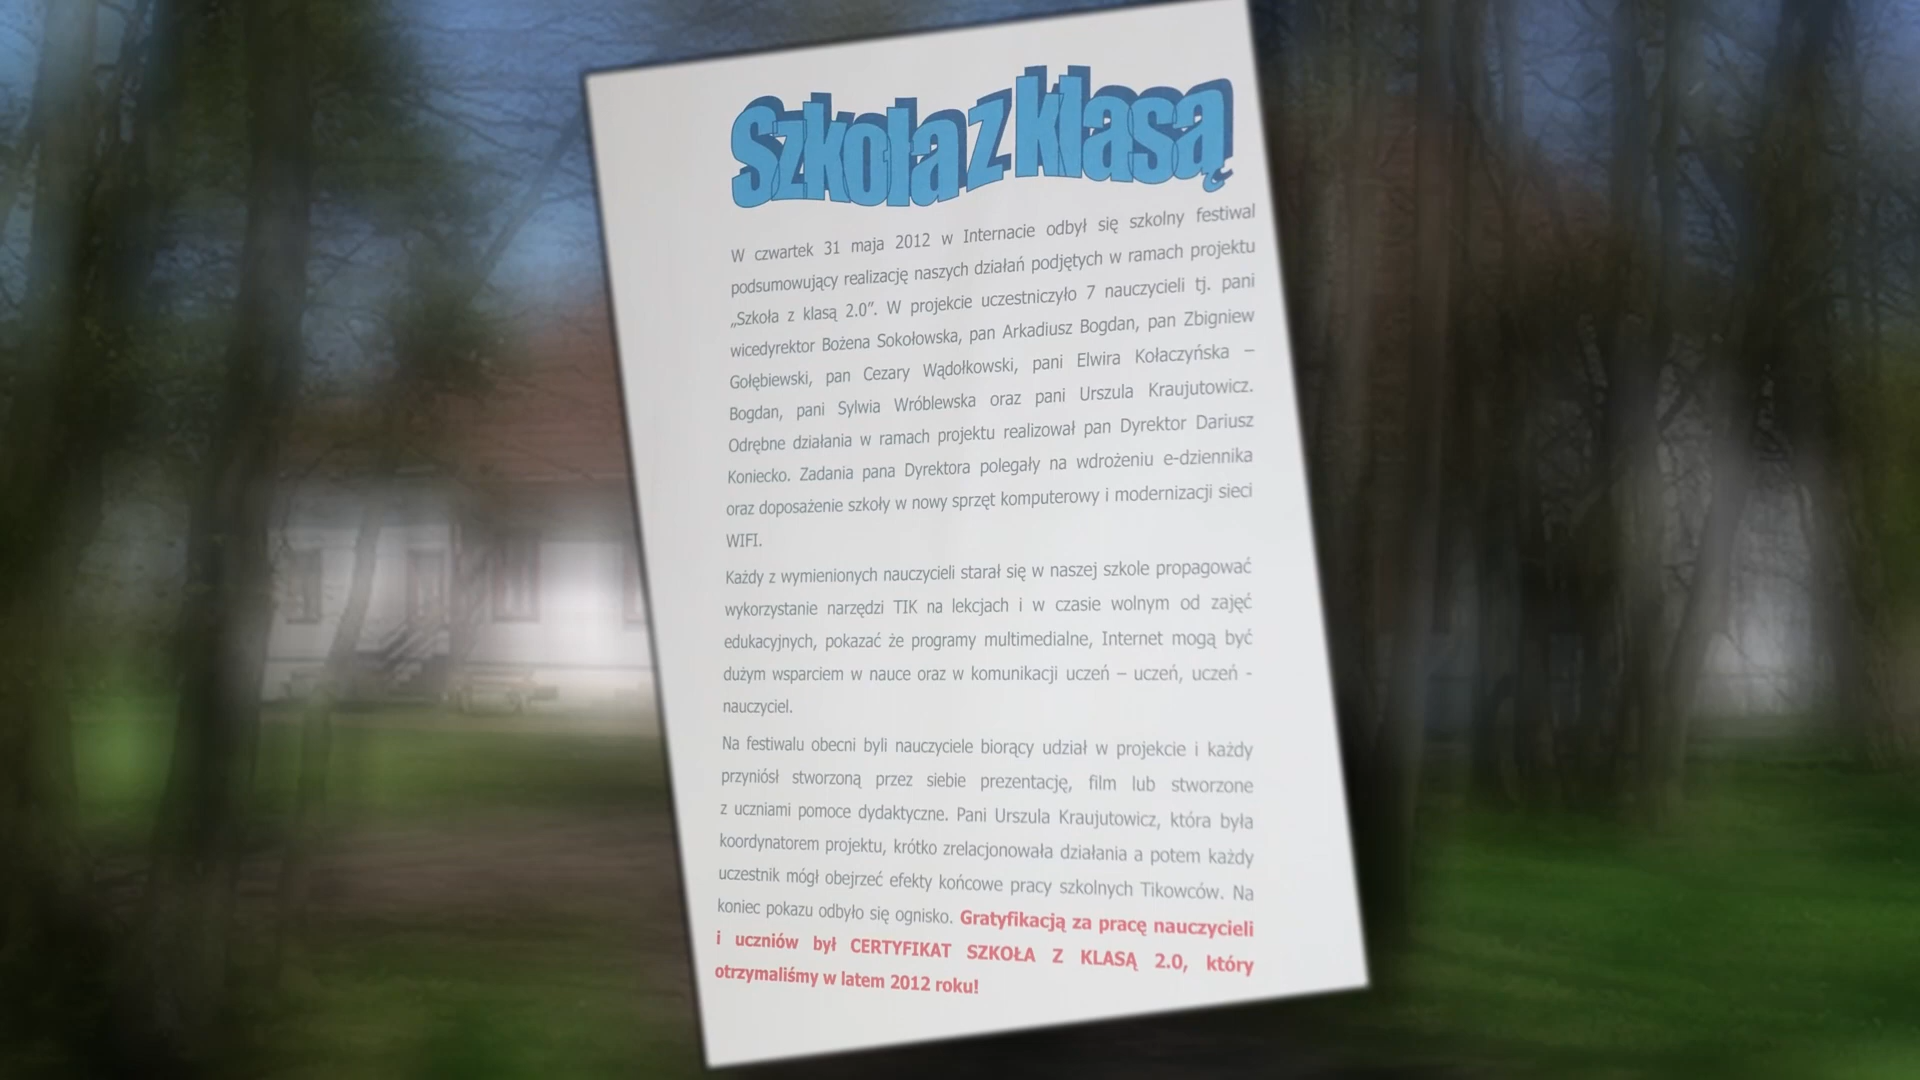 Szkoła z klasą
W czwartek 31 maja 2012 w Internacie odbył się szkolny festiwal
podsumowujący realizację naszych działań podjętych w ramach projektu
„Szkoła z klasą 2.0”. W projekcie uczestniczyło 7 nauczycieli tj. pani
wicedyrektor Bożena Sokołowska, pan Arkadiusz Bogdan, pan Zbigniew
Gołębiewski, pan Cezary Wądołkowski, pani Elwira Kołaczyńska –
Bogdan, pani Sylwia Wróblewska oraz pani Urszula Kraujutowicz.
Odrębne działania w ramach projektu realizował pan Dyrektor Dariusz
Koniecko. Zadania pana Dyrektora polegały na wdrożeniu e-dziennika
oraz doposażenie szkoły w nowy sprzęt komputerowy i modernizacji sieci
WIFI.
Każdy z wymienionych nauczycieli starał się w naszej szkole propagować
wykorzystanie narzędzi TIK na lekcjach i w czasie wolnym od zajęć
edukacyjnych, pokazać że programy multimedialne, Internet mogą być
dużym wsparciem w nauce oraz w komunikacji uczeń – uczeń, uczeń -
nauczyciel.
Na festiwalu obecni byli nauczyciele biorący udział w projekcie i każdy
przyniósł stworzoną przez siebie prezentację, film lub stworzone
z uczniami pomoce dydaktyczne. Pani Urszula Kraujutowicz, która była
koordynatorem projektu, krótko zrelacjonowała działania a potem każdy
uczestnik mógł obejrzeć efekty końcowe pracy szkolnych Tikowców. Na
koniec pokazu odbyło się ognisko. Gratyfikacją za pracę nauczycieli
i uczniów był CERTYFIKAT SZKOŁA Z KLASĄ 2.0, który
otrzymaliśmy w latem 2012 roku!